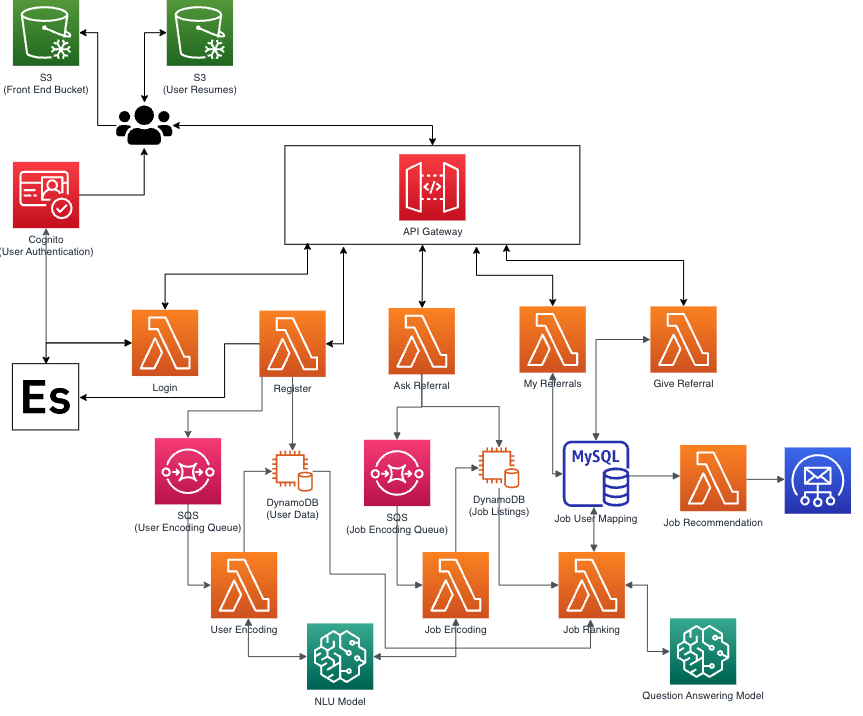 S3
(Front End Bucket)
S3
(User Resumes)
Cognito
(User Authentication)
</>
API Gateway
Login
Register
Ask Referral
My Referrals
Give Referral
Es
MySQL
SQS
(User Encoding Queue)
DynamoDB
(User Data)
SQS
(Job Encoding Queue)
DynamoDB
(Job Listings)
Job User Mapping
Job Recommendation
User Encoding
Job Encoding
Job Ranking
NLU Model
Question Answering Model